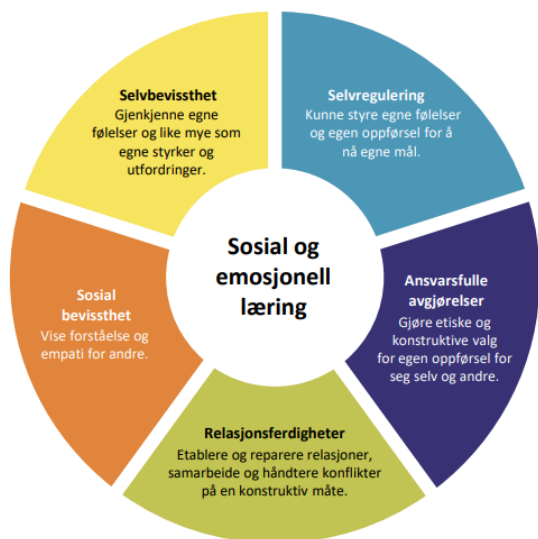 Selvbevissthet
Gjenkjenne egne
følelser og like mye som
egne styrker og
utfordringer.
Selvregulering
Kunne styre egne følelser
og egen oppførsel for å
nå egne mål.
Sosial og
emosjonell
læring
Sosial
bevissthet
Vise forståelse og
empati for andre.
Ansvarsfulle
avgjørelser
Gjøre etiske og
konstruktive valg
for egen oppførsel for
seg selv og andre.
Relasjonsferdigheter
Etablere og reparere relasjoner,
samarbeide og håndtere konflikter
på en konstruktiv måte.